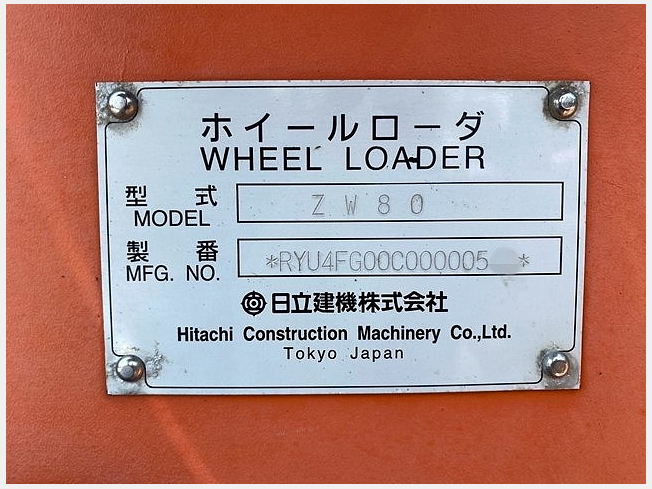 ホイールローダ
WHEEL LOADER
型 式
MODEL
ZW80
製 番
MFG. NO.
*RYU4FG00C000005 *
日立建機株式会社
Hitachi Construction Machinery Co.,Ltd.
Tokyo Japan